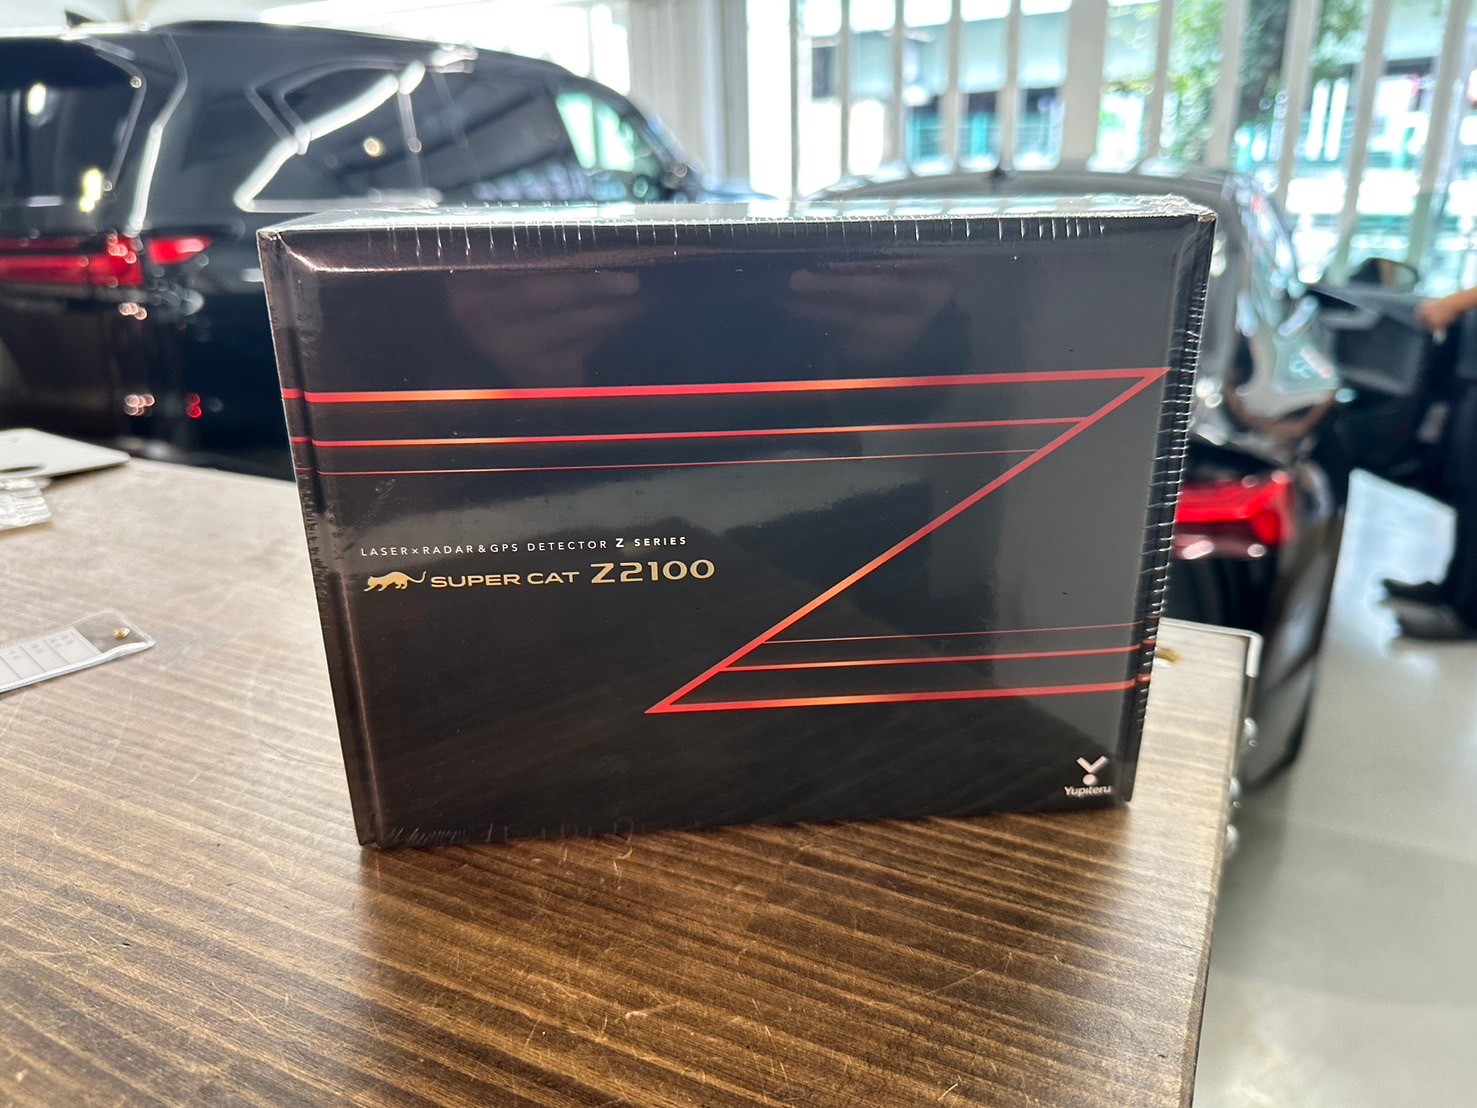 LASER×RADAR&GPS DETECTOR Z SERIES
SUPER CAT Z2100
Yupiteru